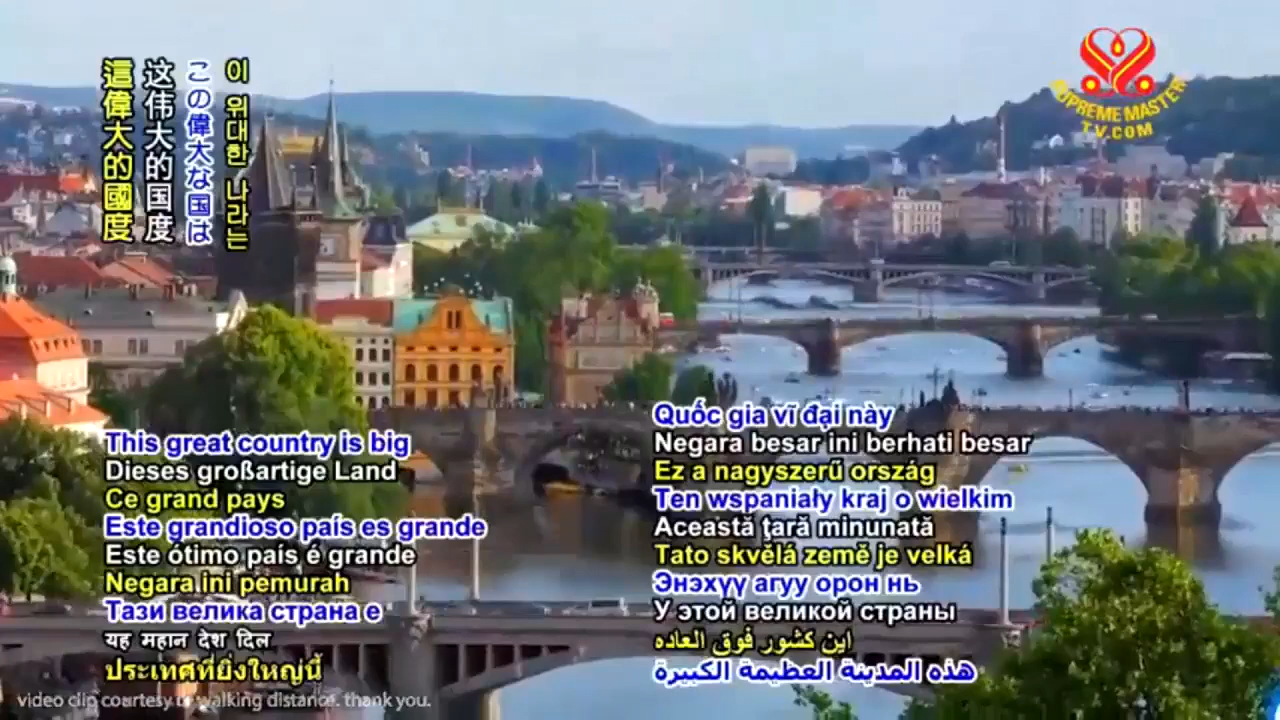 這偉大的國度
这伟大的国度
この偉大な国は
이 위대한 나라는
SUPREME MASTER
TV.COM
This great country is big
Dieses großartige Land
Ce grand pays
Este grandioso país es grande
Este ótimo país é grande
Negara ini pemurah
Тази велика страна е
यह महान देश दिल
ประเทศที่ยิ่งใหญ่นี้
Quốc gia vĩ đại này
Negara besar ini berhati besar
Ez a nagyszerű ország
Ten wspaniały kraj o wielkim
Această ţară minunată
Tato skvělá země je velká
Энэхүү агуу орон нь
У этой великой страны
این کشور فوق العاده
هذه المدينة العظيمة الكبيرة
video clip courtesy of walking distance. thank you.